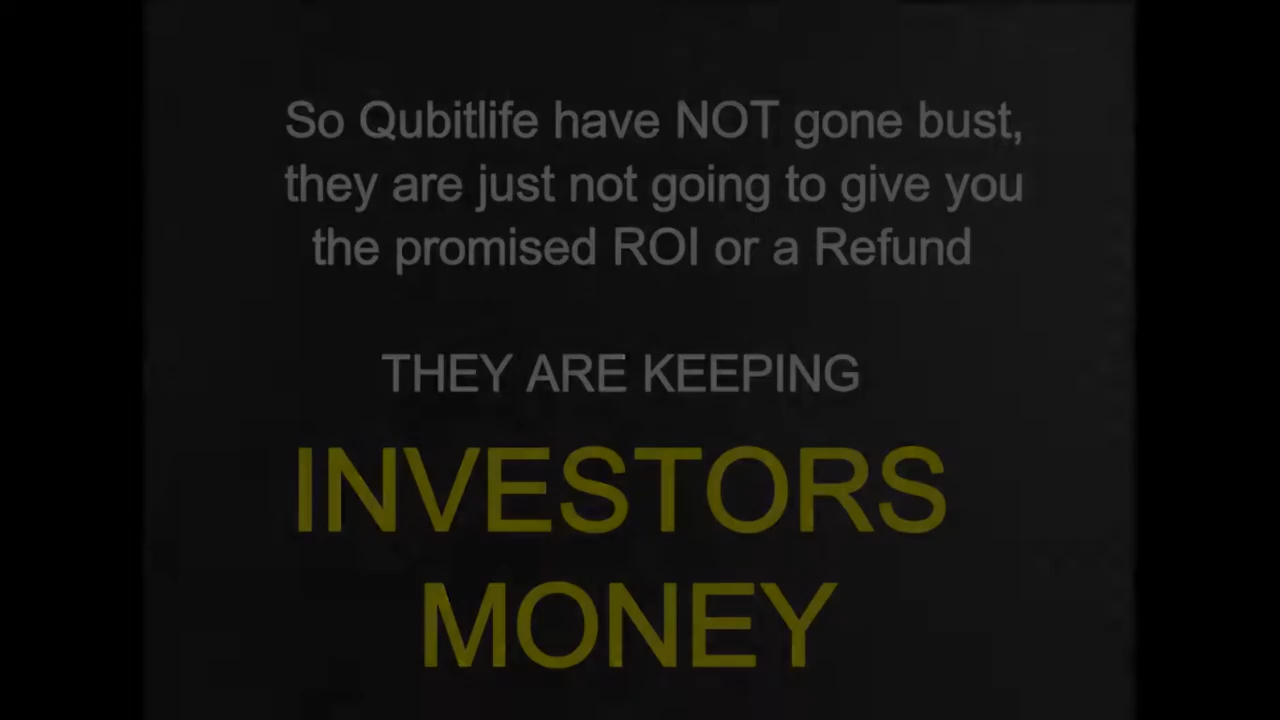 So Qubitlife have NOT gone bust,
they are just not going to give you
the promised ROI or a Refund
THEY ARE KEEPING
INVESTORS
MONEY